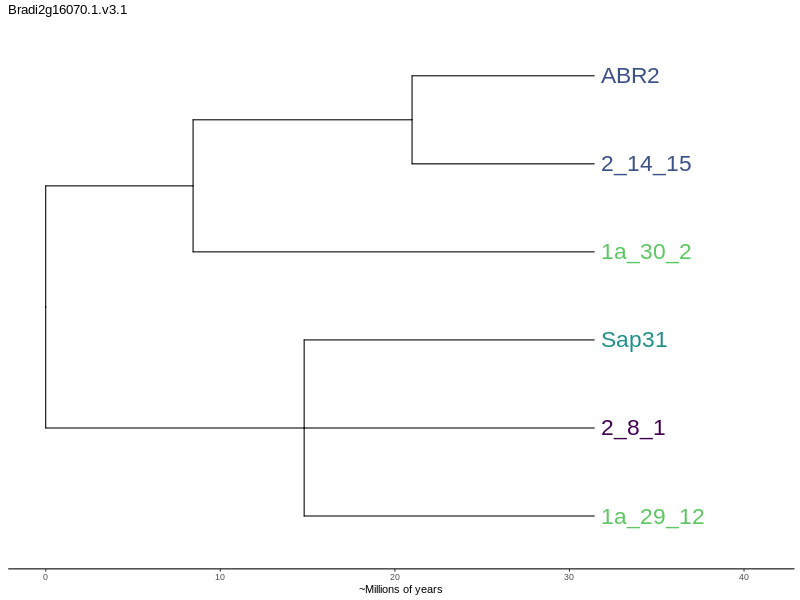 Bradi2g16070.1.v3.1
ABR2
2_14_15
1a_30_2
Sap31
2_8_1
1a_29_12
0 10 20 30 40
~Millions of years